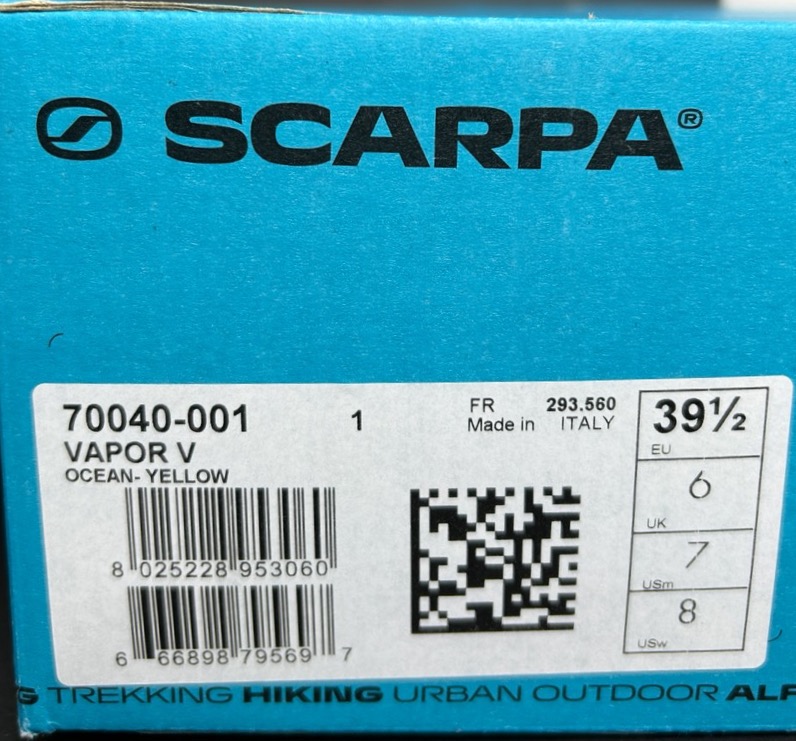 SCARPA®
70040-001 1
VAPOR V
OCEAN- YELLOW
8 025228 953060
6 66898 79569 7
FR 293.560
Made in ITALY
39½
EU
6
UK
7
USm
8
USw
G TREKKING HIKING URBAN OUTDOOR ALP